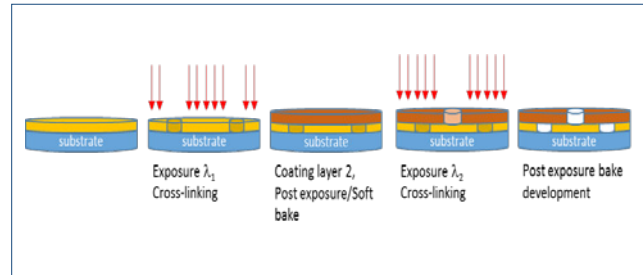 substrate
substrate
substrate
substrate
substrate
Exposure λ₁
Cross-linking
Coating layer 2,
Post exposure/Soft
bake
Exposure λ₂
Cross-linking
Post exposure bake
development